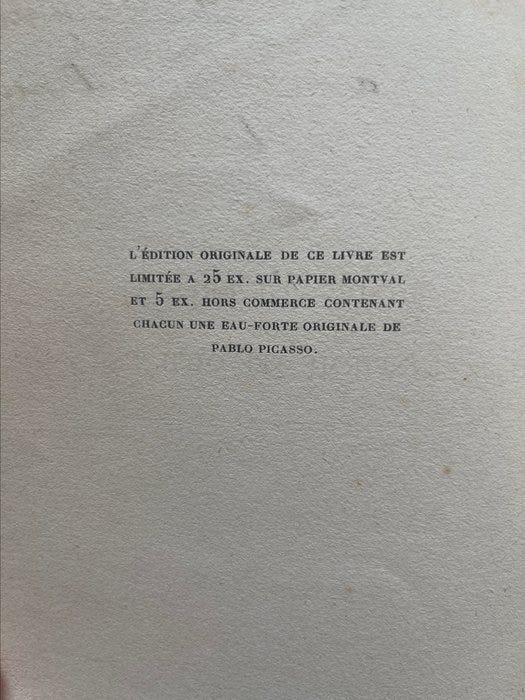 L'ÉDITION ORIGINALE DE CE LIVRE EST
LIMITÉE A 25 EX. SUR PAPIER MONTVAL
ET 5 EX. HORS COMMERCE CONTENANT
CHACUN UNE EAU-FORTE ORIGINALE DE
PABLO PICASSO.